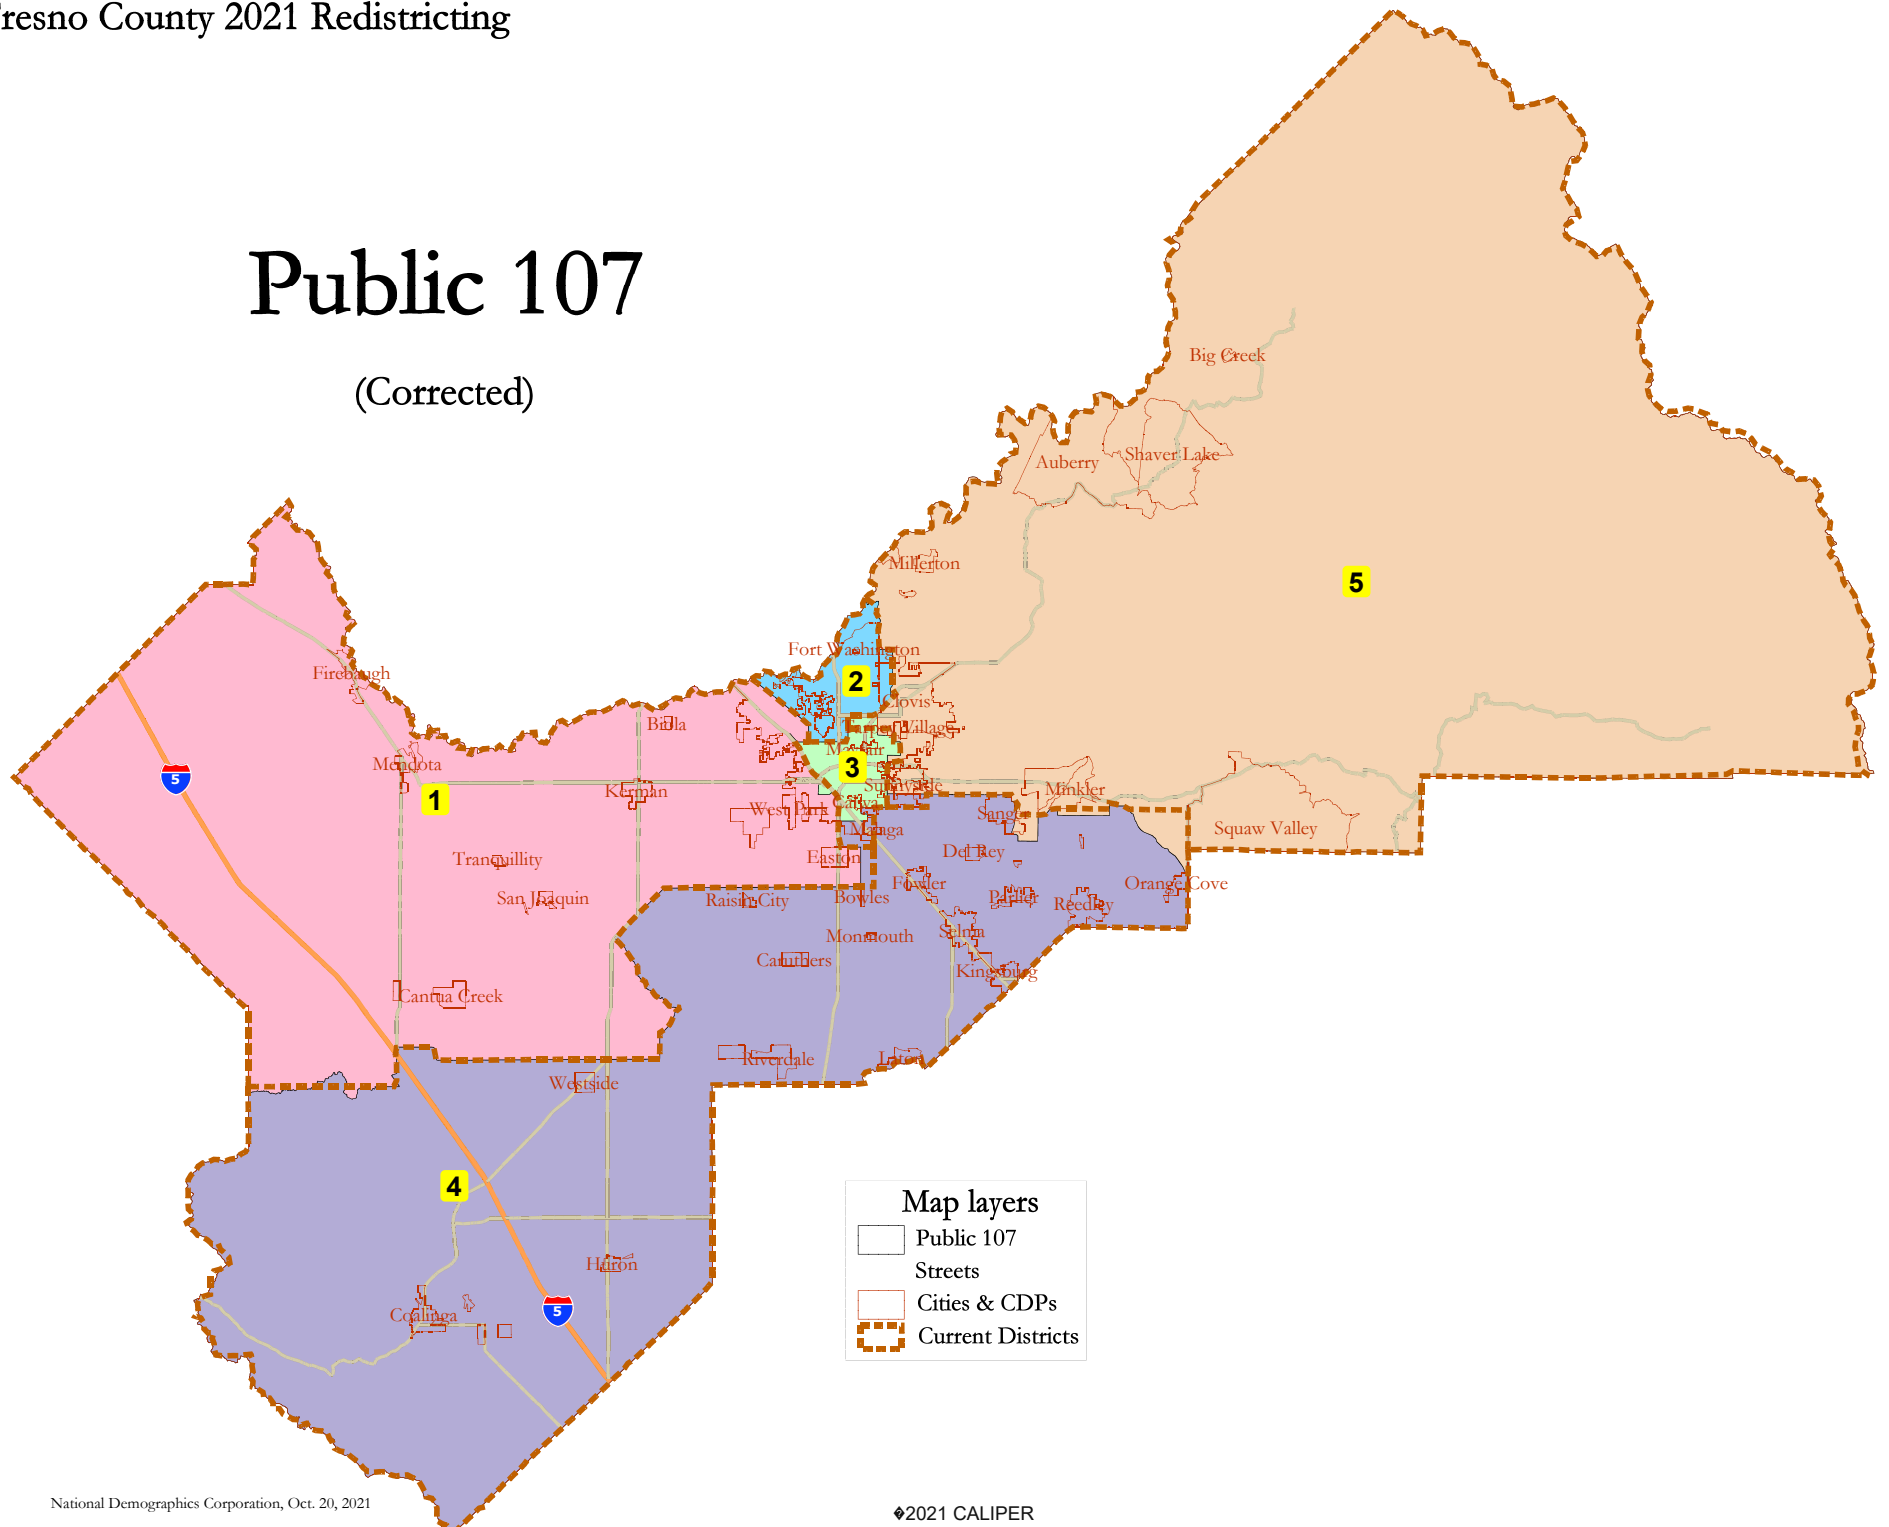 resno County 2021 Redistricting
Public 107
(Corrected)
Big Creek
Shaver Lake
Auberry
Millerton
5
Fort Washington
2
Clovis
Firebaugh
Biola
Mendota
5
1
Kerman
3
Sunnyside
West Park
Calwa
Malaga
Minkler
Sanger
Squaw Valley
Tranquillity
Easton
Del Rey
San Joaquin
Raisin City
Bowles
Fowler
Parlier
Reedley
Orange Cove
Monmouth
Selma
Caruthers
Kingsburg
Cantua Creek
Riverdale
Laton
Westside
4
Huron
Coalinga
5
Map layers
Public 107
Streets
Cities & CDPs
Current Districts
National Demographics Corporation, Oct. 20, 2021
�2021 CALIPER